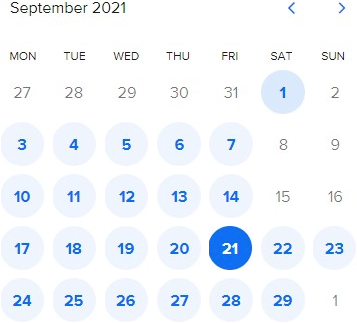 September 2021
MON TUE WED THU FRI SAT SUN
27 28 29 30 31 1 2
3 4 5 6 7 8 9
10 11 12 13 14 15 16
17 18 19 20 21 22 23
24 25 26 27 28 29 1